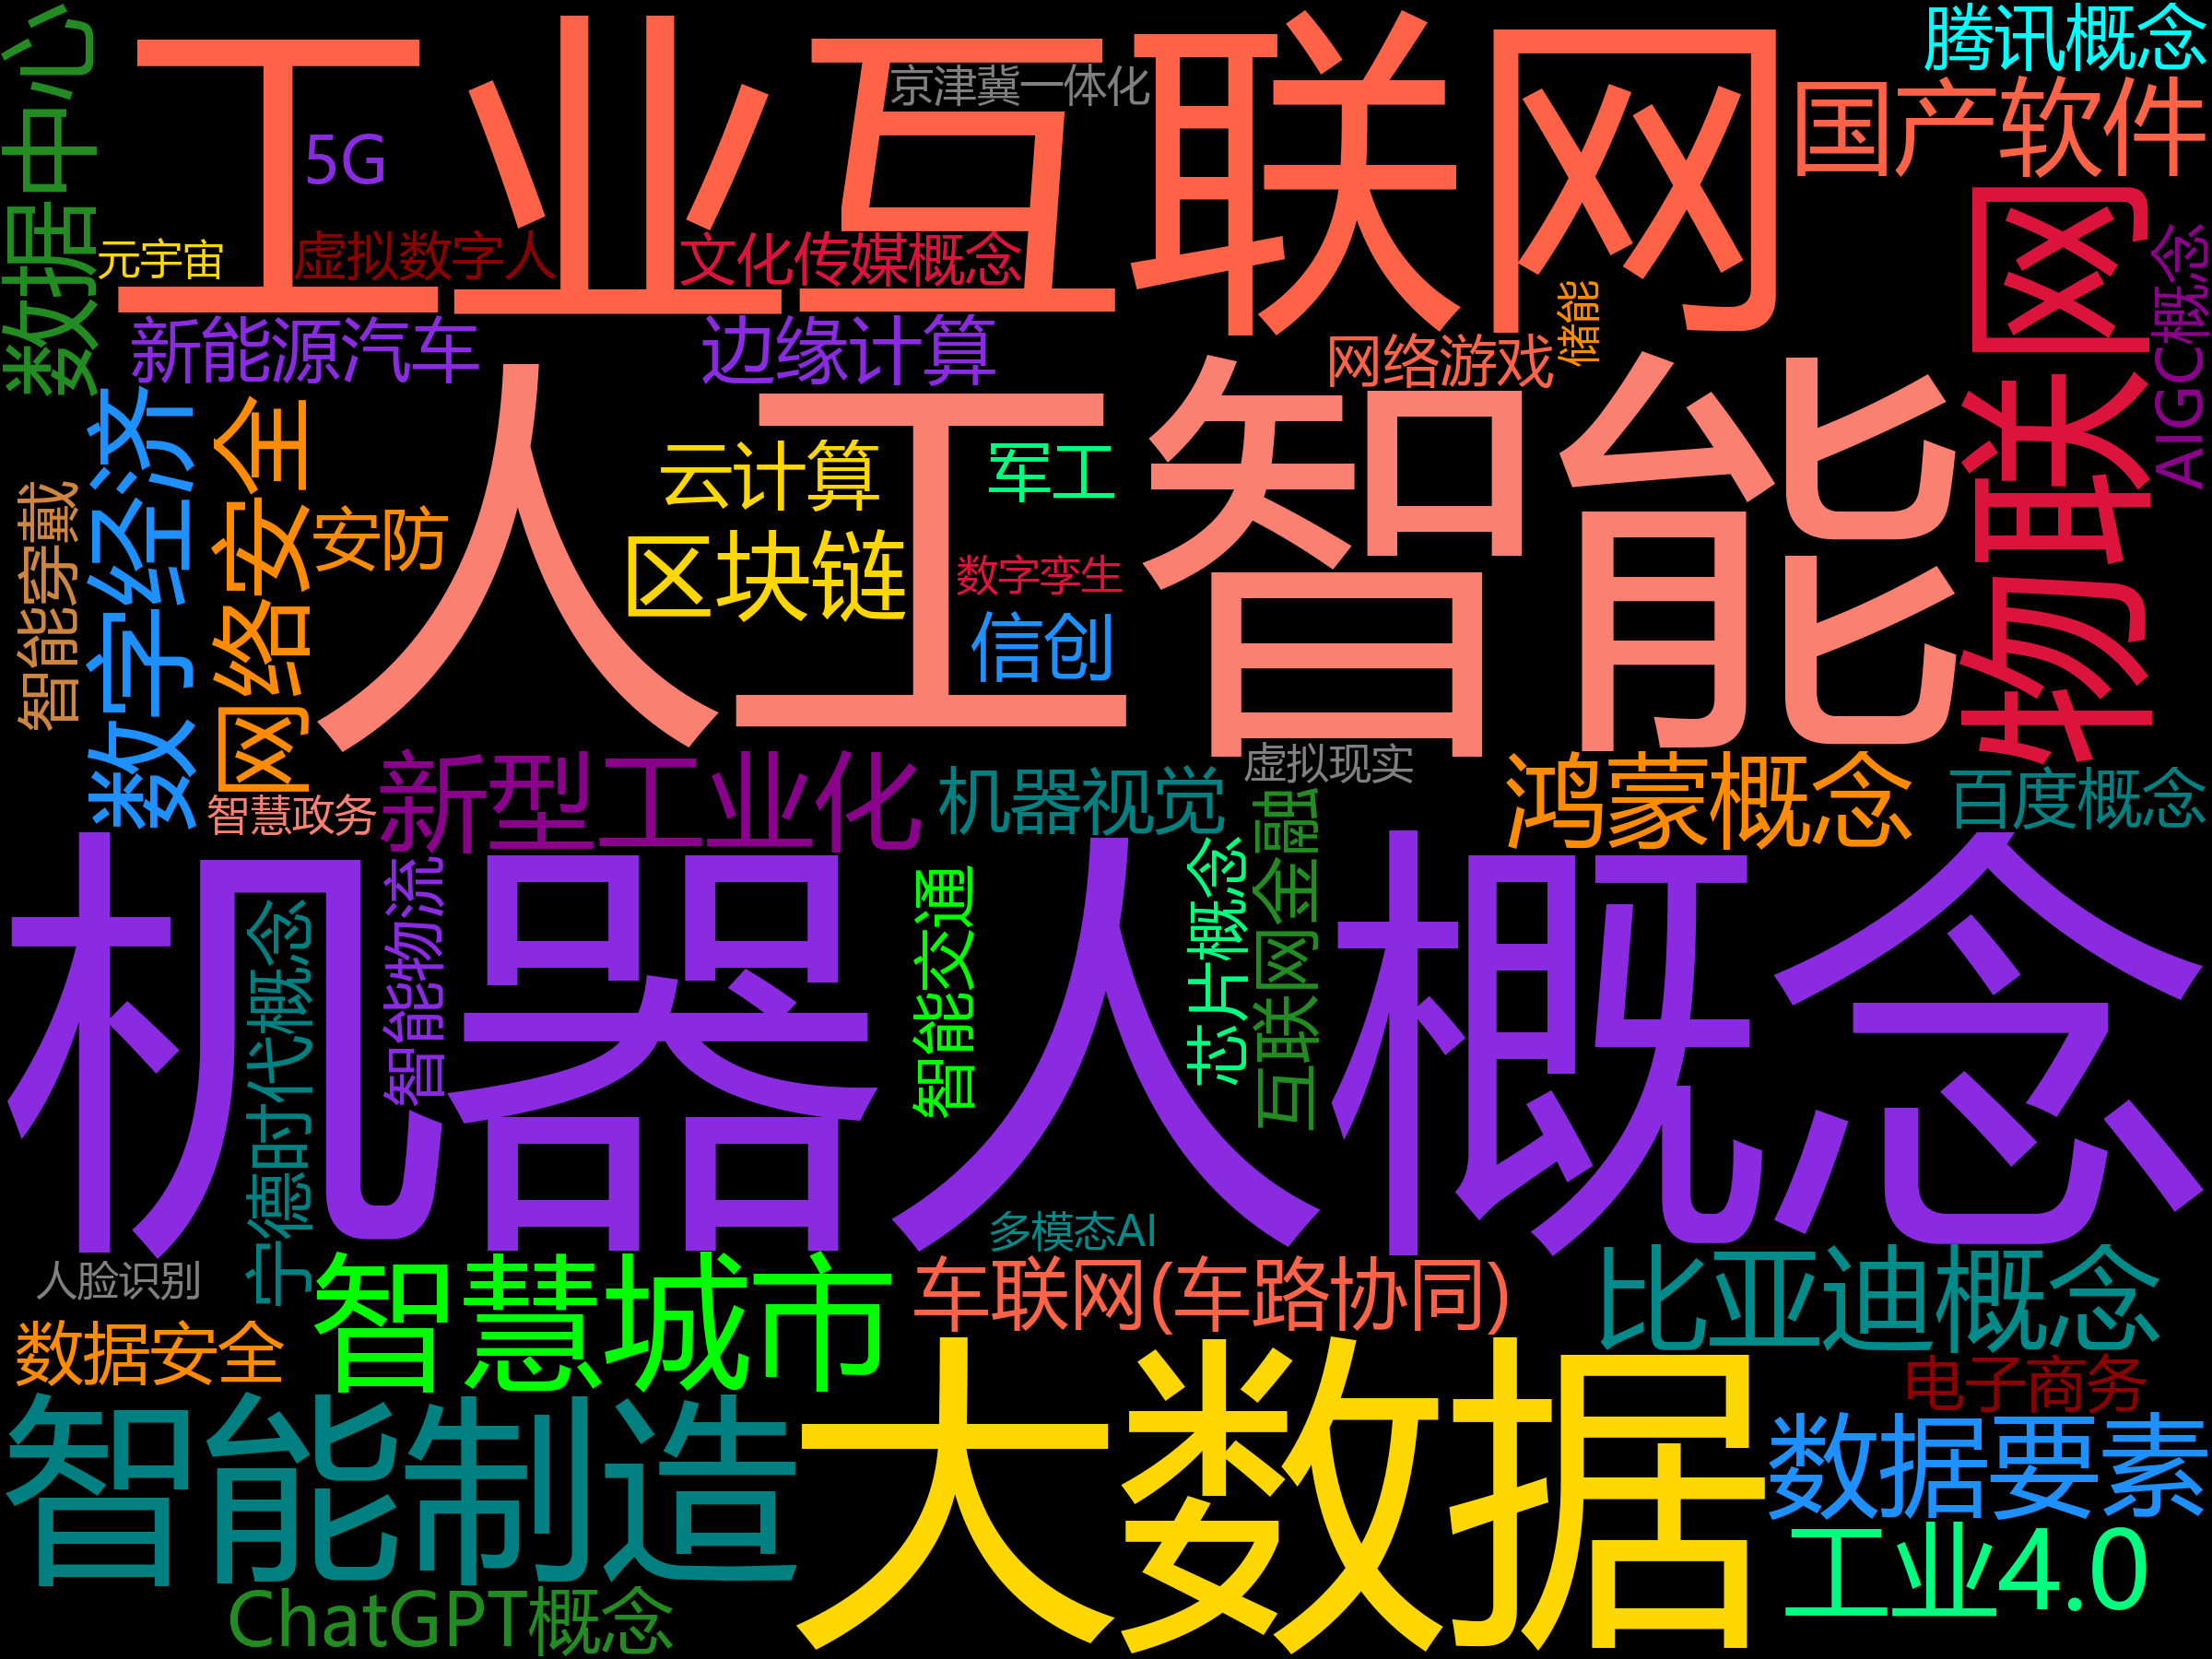 工业互联网
腾讯概念
京津冀一体化
国产软件
数据中心
5G
元宇宙
虚拟数字人
文化传媒概念
物联网
AIGC概念
新能源汽车
边缘计算
储能
网络游戏
人工智能
数字经济
网络安全
云计算
军工
智能穿戴
安防
区块链
数字孪生
信创
新型工业化
机器视觉
虚拟现实
鸿蒙概念
百度概念
智慧政务
机器人概念
智能物流
智能交通
芯片概念
互联网金融
宁德时代概念
多模态AI
人脸识别
智慧城市
车联网(车路协同)
比亚迪概念
数据安全
大数据
电子商务
智能制造
数据要素
工业4.0
ChatGPT概念